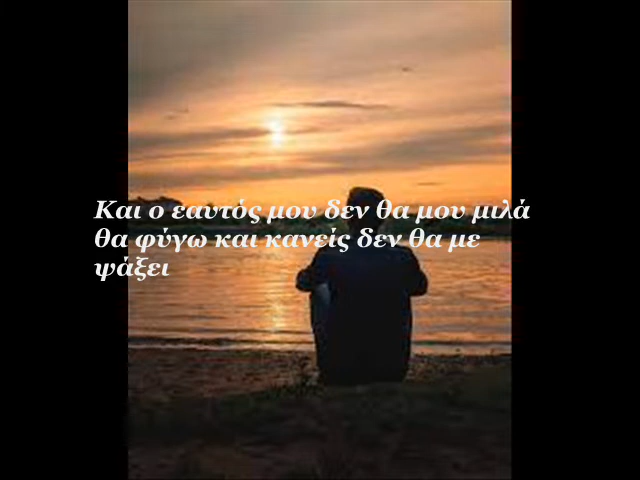 Και ο εαυτός μου δεν θα μου μιλά
θα φύγω και κανείς δεν θα με
ψάξει